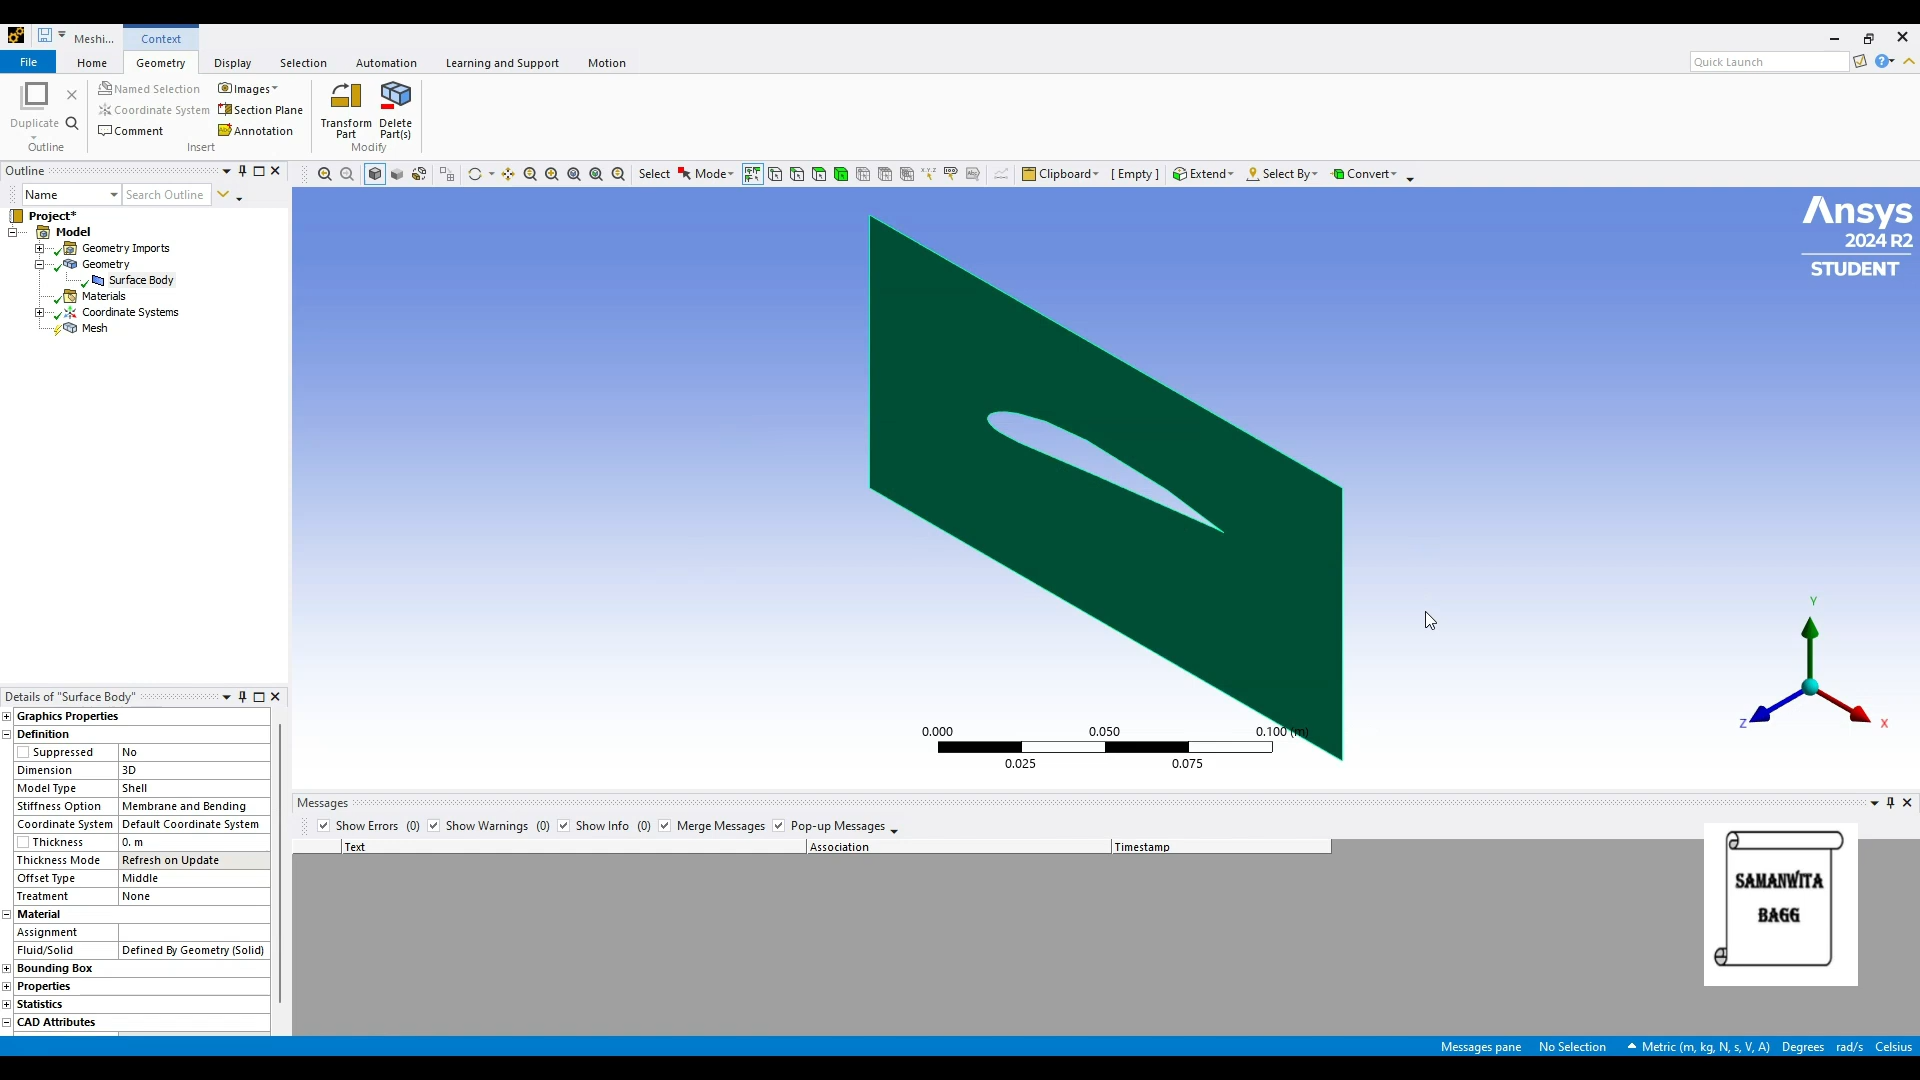 Meshi...
Context
File
Home
Geometry
Display
Selection
Automation
Learning and Support
Motion
Quick Launch
Duplicate
Named Selection
Coordinate System
Comment
Images
Section Plane
Annotation
Transform
Part
Delete
Part(s)
Outline
Insert
Modify
Outline
Select
Mode
Clipboard
[ Empty ]
Extend
Select By
Convert
Name
Search Outline
Project*
Model
Geometry Imports
Geometry
Surface Body
Materials
Coordinate Systems
Mesh
Ansys
2024 R2
STUDENT
Y
Z
X
0.000
0.050
0.100 (m)
0.025
0.075
Details of "Surface Body"
Graphics Properties
Definition
Suppressed No
Dimension 3D
Model Type Shell
Stiffness Option Membrane and Bending
Coordinate System Default Coordinate System
Thickness 0. m
Thickness Mode Refresh on Update
Offset Type Middle
Treatment None
Material
Assignment
Fluid/Solid Defined By Geometry (Solid)
Bounding Box
Properties
Statistics
CAD Attributes
Messages
Show Errors (0) Show Warnings (0) Show Info (0) Merge Messages Pop-up Messages
Text Association Timestamp
SAMANWITA
BAGG
Messages pane No Selection Metric (m, kg, N, s, V, A) Degrees rad/s Celsius